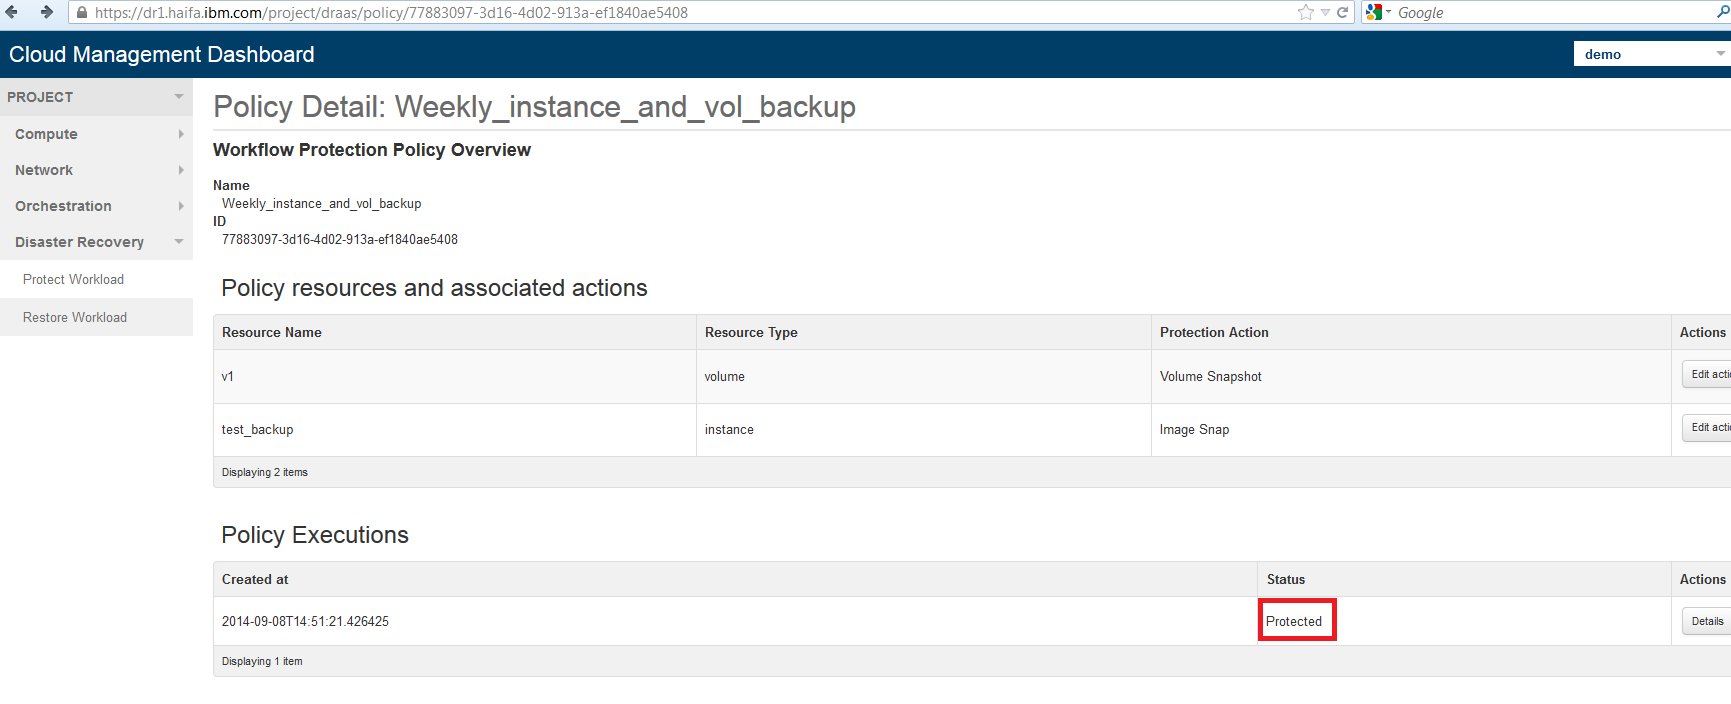 https://dr1.haifa.ibm.com/project/draas/policy/77883097-3d16-4d02-913a-ef1840ae5408
Google
Cloud Management Dashboard
demo
PROJECT
Compute
Network
Orchestration
Disaster Recovery
Protect Workload
Restore Workload
Policy Detail: Weekly_instance_and_vol_backup
Workflow Protection Policy Overview
Name
Weekly_instance_and_vol_backup
ID
77883097-3d16-4d02-913a-ef1840ae5408
Policy resources and associated actions
Resource Name Resource Type Protection Action Actions
v1 volume Volume Snapshot Edit acti
test_backup instance Image Snap Edit acti
Displaying 2 items
Policy Executions
Created at Status Actions
2014-09-08T14:51:21.426425 Protected Details
Displaying 1 item